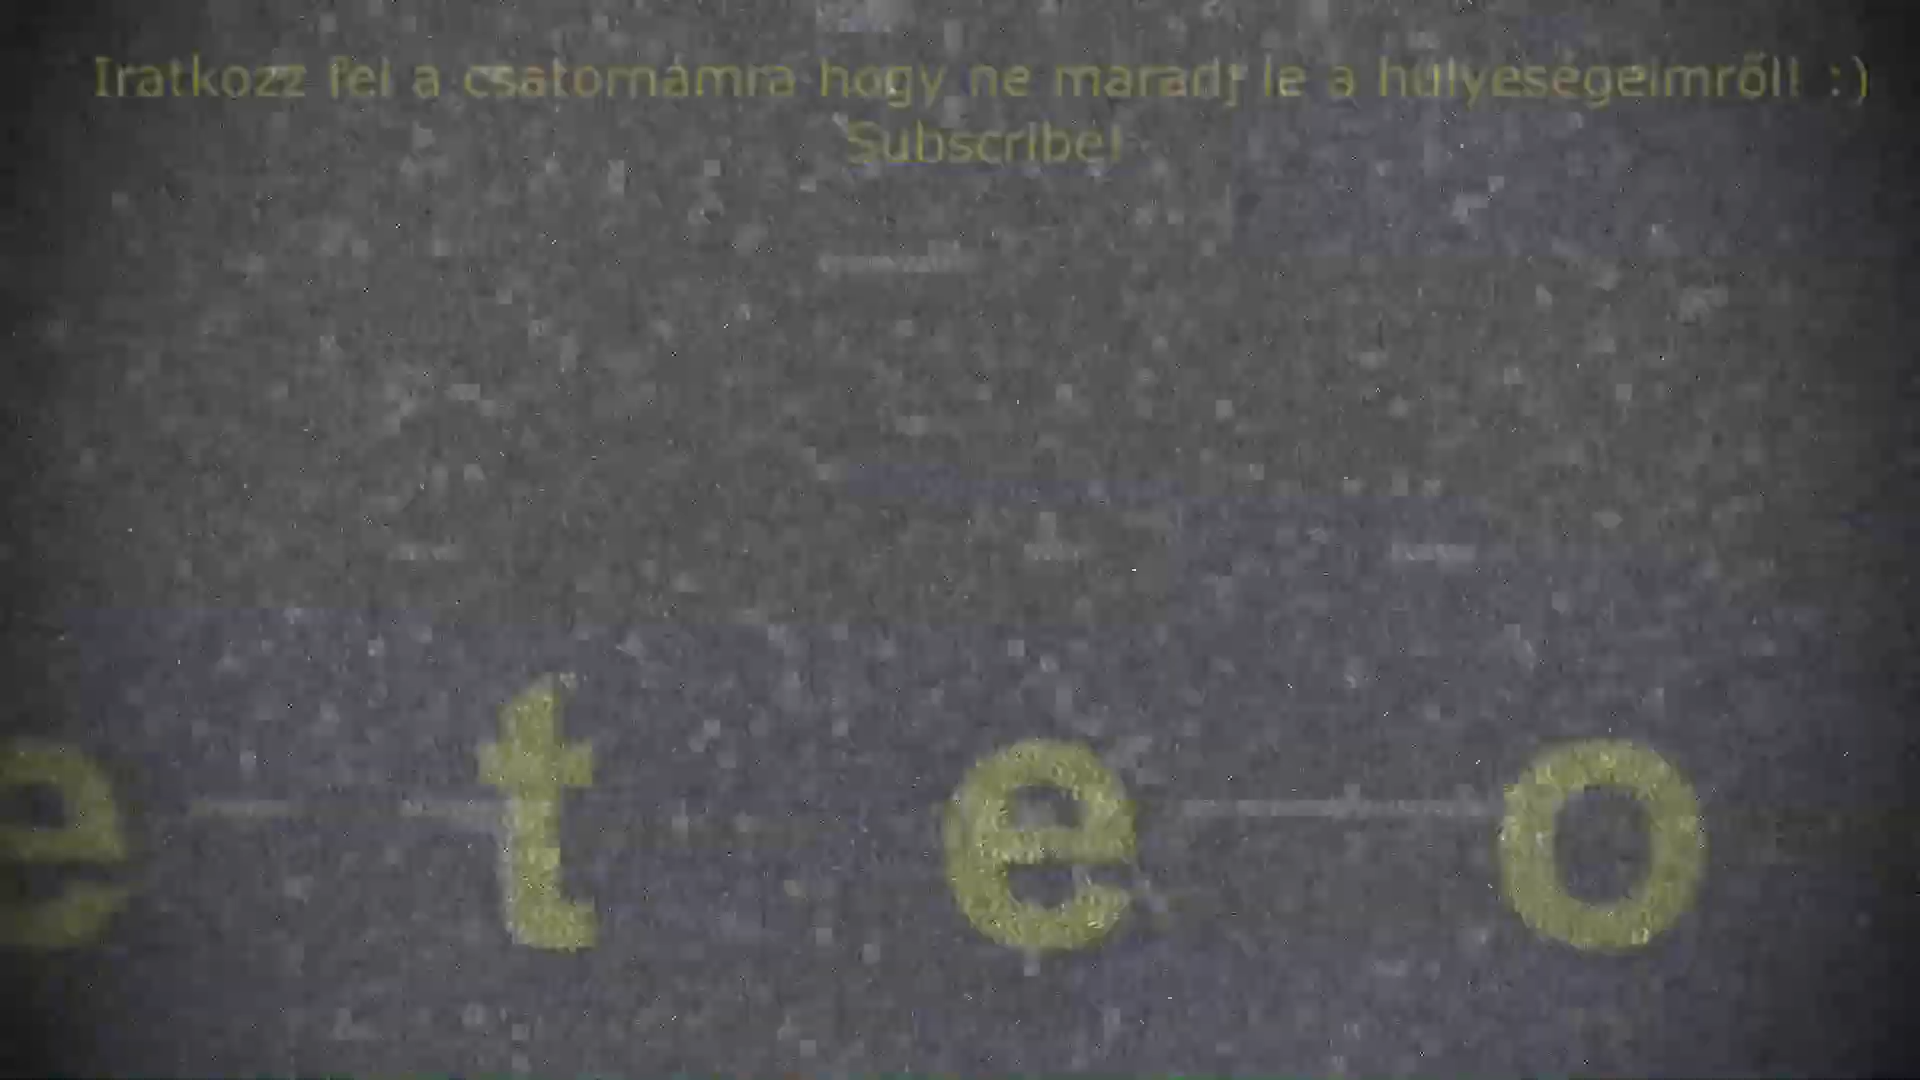 Iratkozz fel a csatornámra hogy ne maradj le a hülyeségeimről! :)
Subscribe!
e t e o